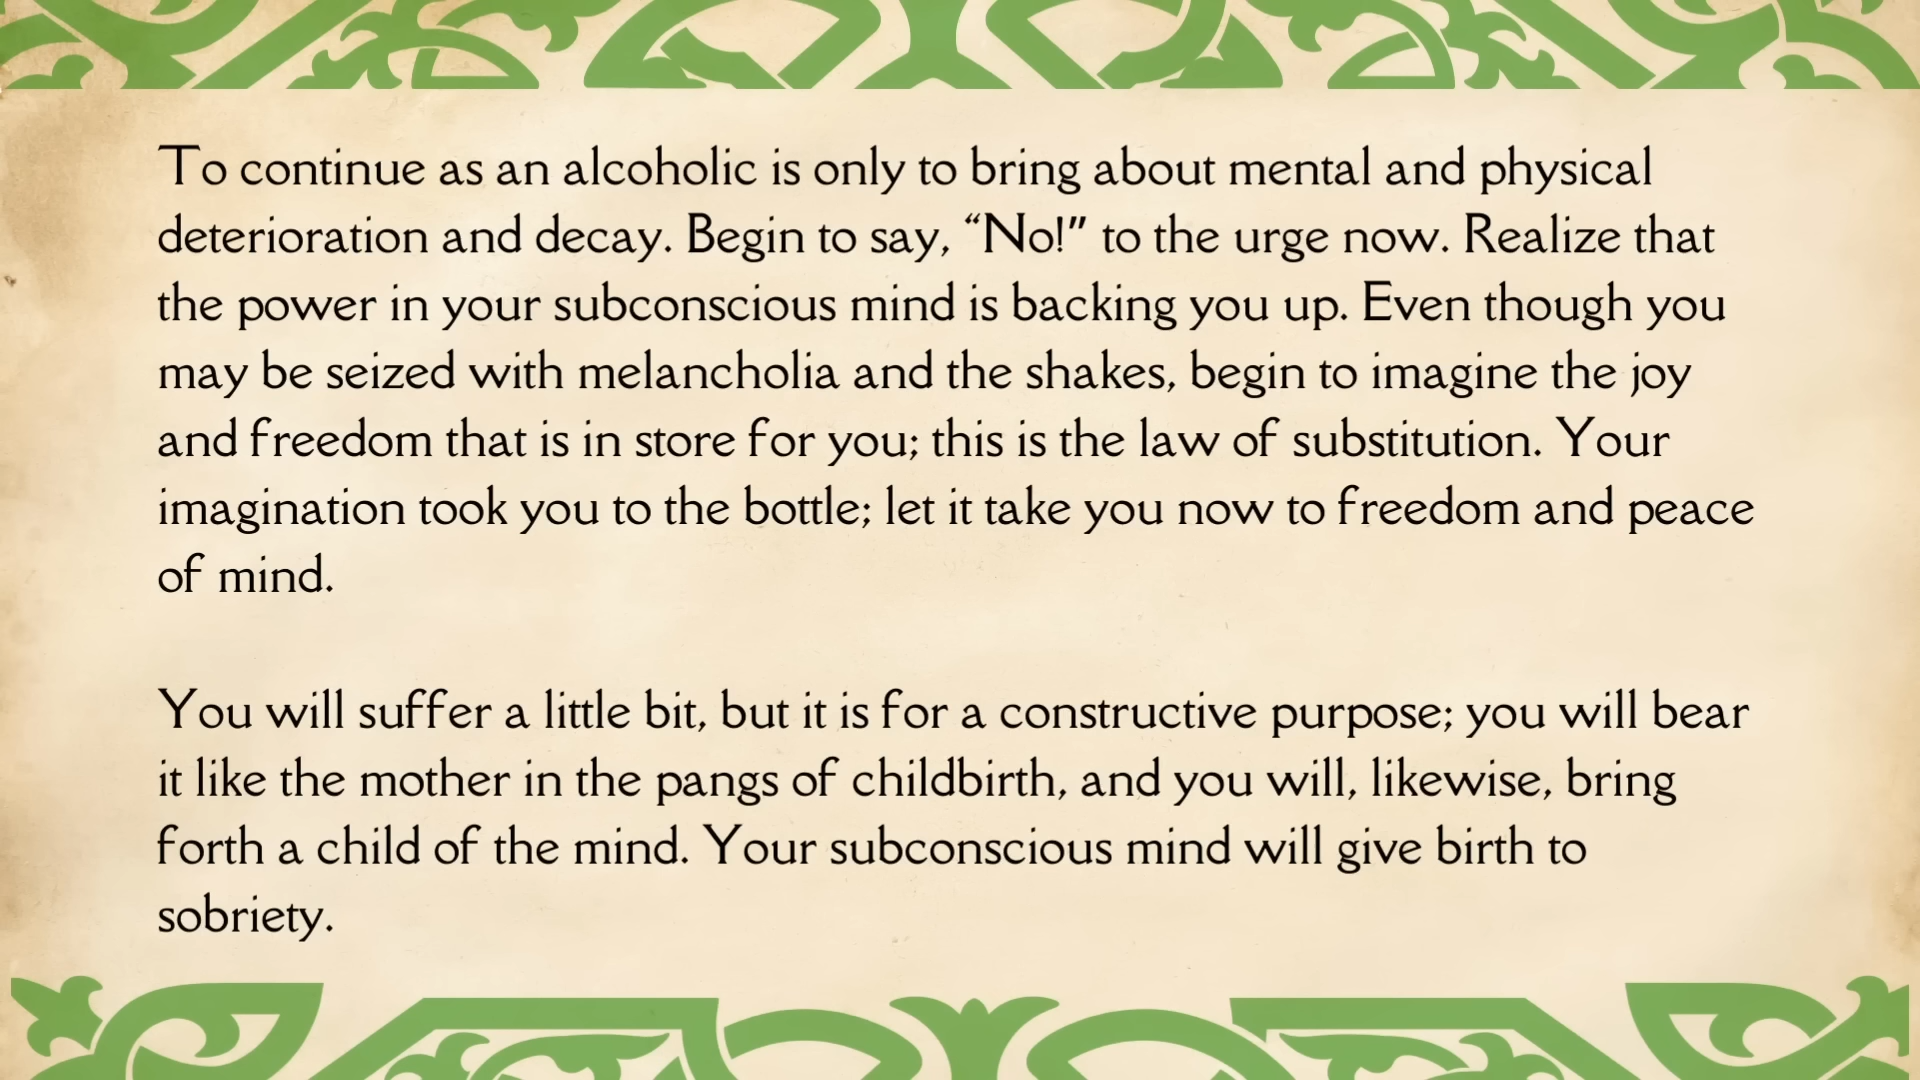 To continue as an alcoholic is only to bring about mental and physical
deterioration and decay. Begin to say, “No!" to the urge now. Realize that
the power in your subconscious mind is backing you up. Even though you
may be seized with melancholia and the shakes, begin to imagine the joy
and freedom that is in store for you; this is the law of substitution. Your
imagination took you to the bottle; let it take you now to freedom and peace
of mind.

You will suffer a little bit, but it is for a constructive purpose; you will bear
it like the mother in the pangs of childbirth, and you will, likewise, bring
forth a child of the mind. Your subconscious mind will give birth to
sobriety.